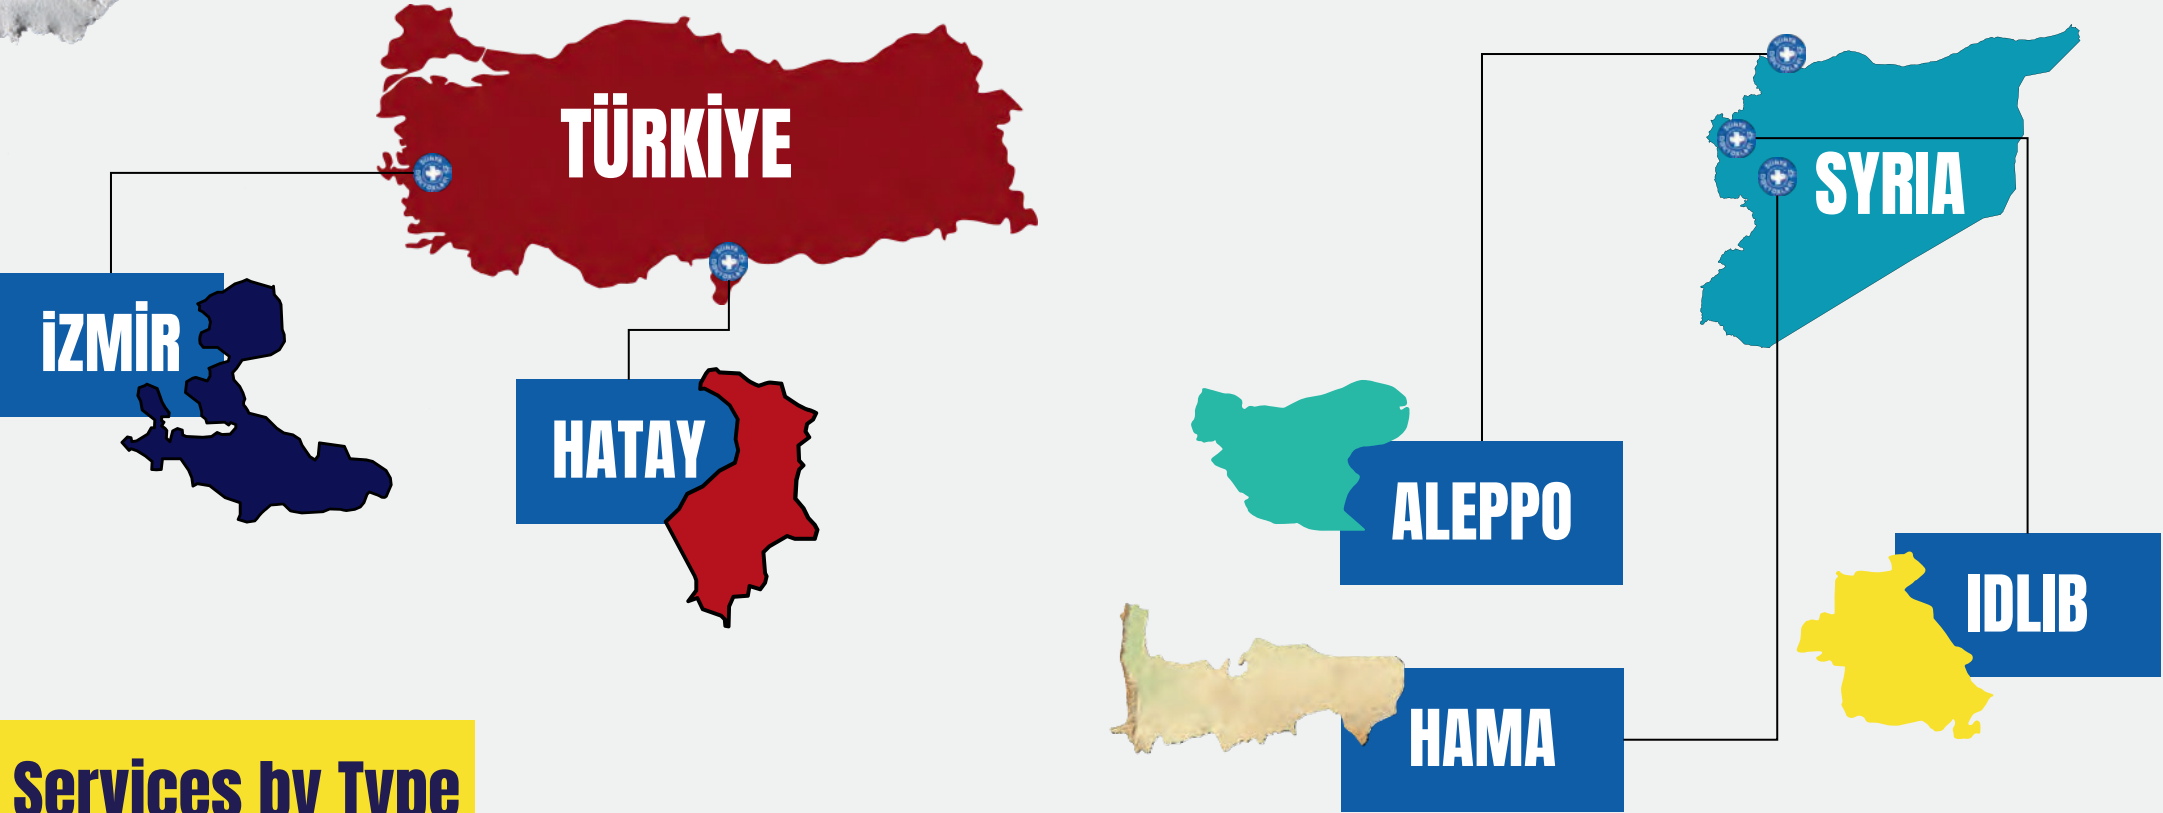 TÜRKİYE
SYRIA
İZMİR
HATAY
ALEPPO
IDLIB
HAMA
Services by Type